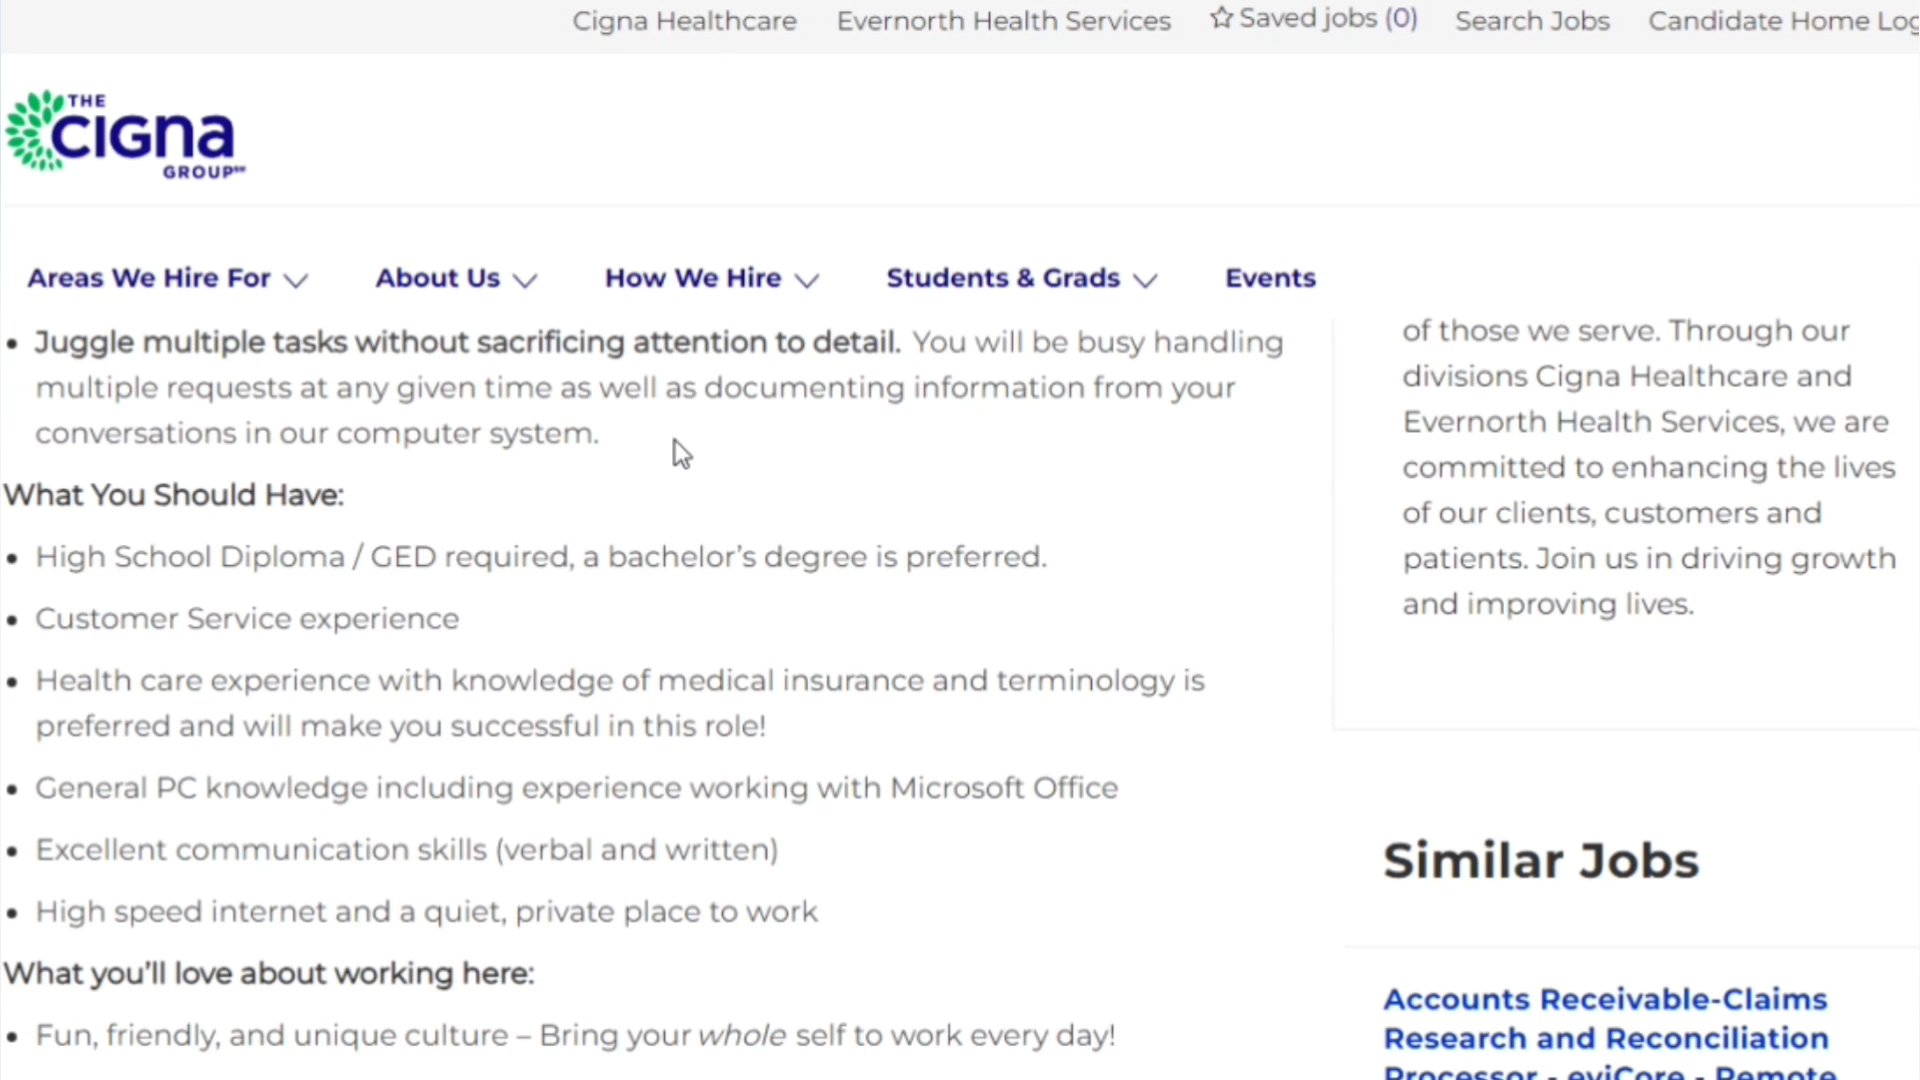 Cigna Healthcare Evernorth Health Services Saved jobs (0) Search Jobs Candidate Home
THE
cigna
GROUP
Areas We Hire For About Us How We Hire Students & Grads Events
• Juggle multiple tasks without sacrificing attention to detail. You will be busy handling
multiple requests at any given time as well as documenting information from your
conversations in our computer system.
What You Should Have:
• High School Diploma / GED required, a bachelor’s degree is preferred.
• Customer Service experience
• Health care experience with knowledge of medical insurance and terminology is
preferred and will make you successful in this role!
• General PC knowledge including experience working with Microsoft Office
• Excellent communication skills (verbal and written)
• High speed internet and a quiet, private place to work
What you’ll love about working here:
• Fun, friendly, and unique culture – Bring your whole self to work every day!
of those we serve. Through our
divisions Cigna Healthcare and
Evernorth Health Services, we are
committed to enhancing the lives
of our clients, customers and
patients. Join us in driving growth
and improving lives.
Similar Jobs
Accounts Receivable-Claims
Research and Reconciliation
Processor - eviCore - Remote